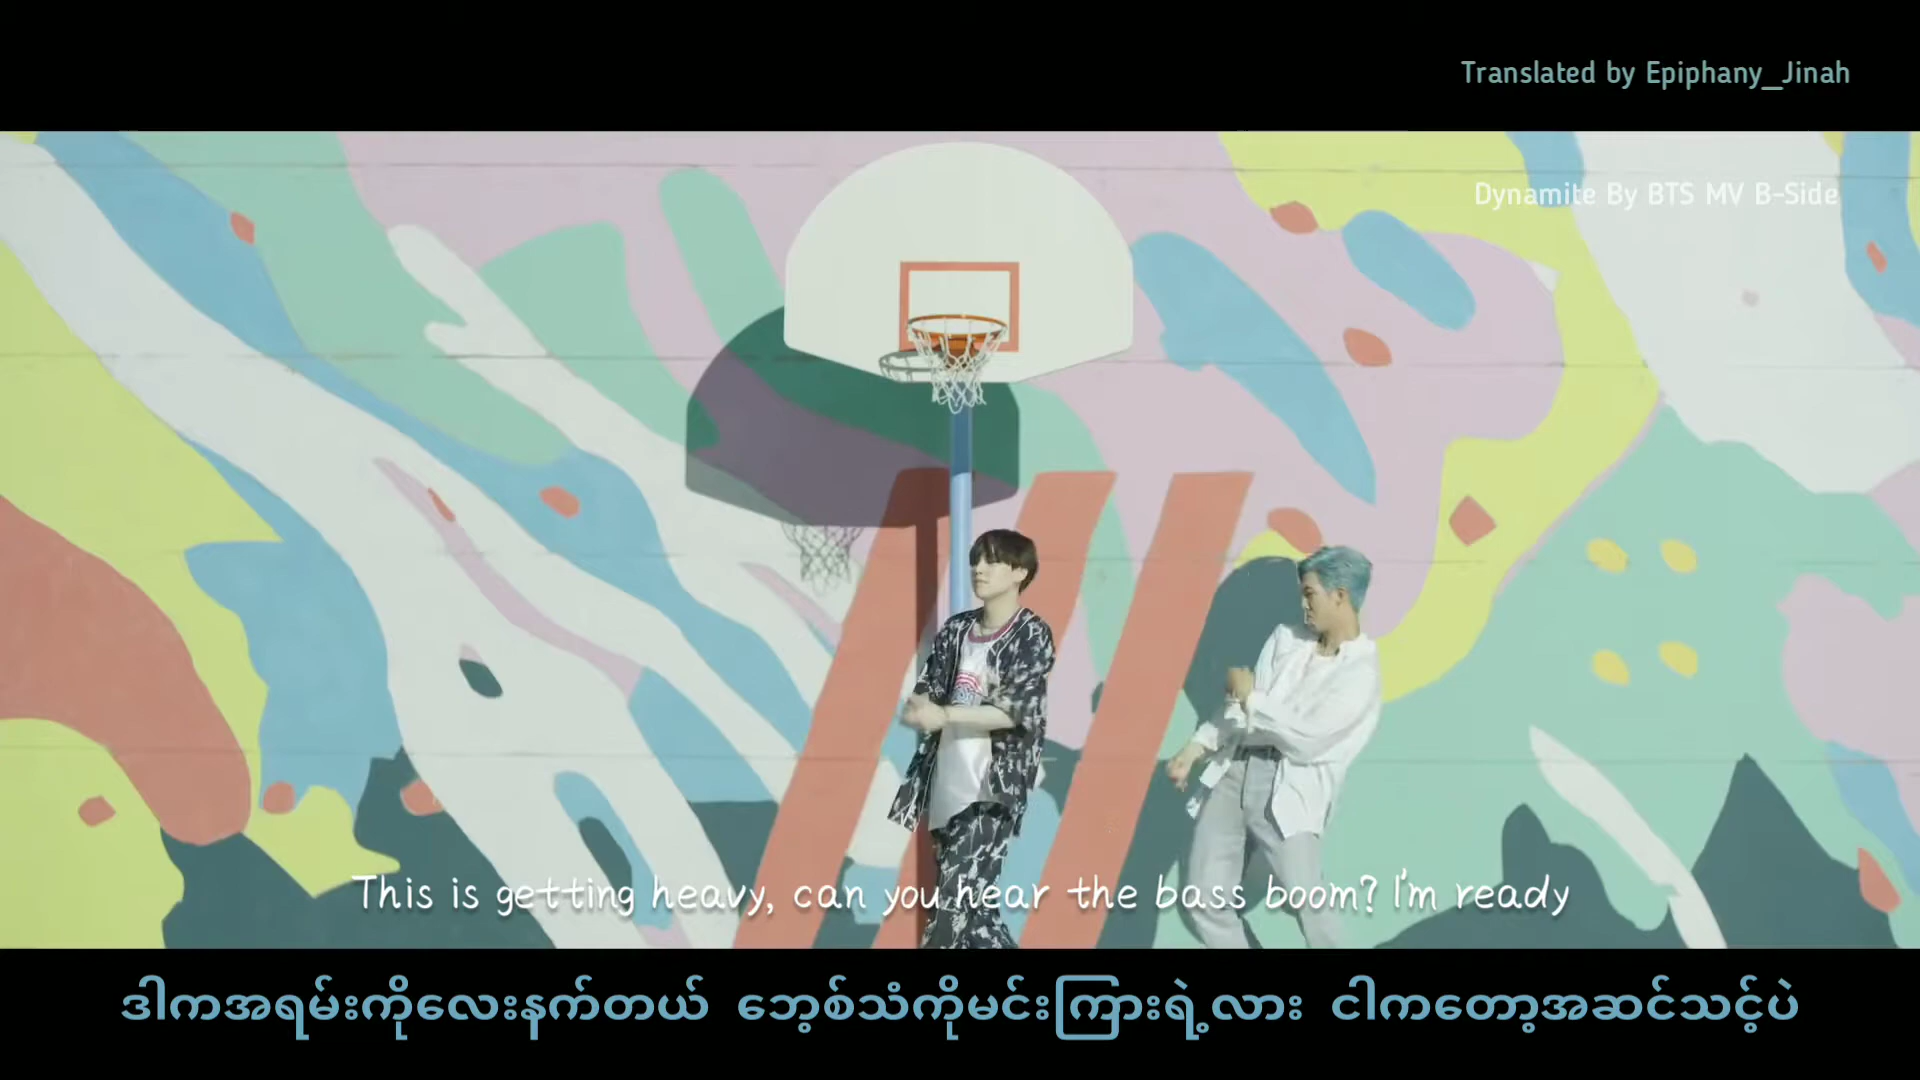 Translated by Epiphany_Jinah
Dynamite By BTS MV B-Side
This is getting heavy, can you hear the bass boom? I'm ready
ဒါကအရမ်းကိုလေးနက်တယ် ဘေ့စ်သံကိုမင်းကြားရဲ့လား ငါကတော့အဆင်သင့်ပဲ